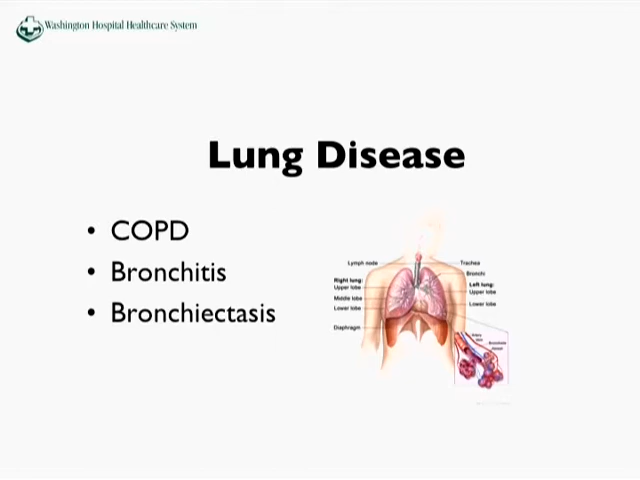 Washington Hospital Healthcare System
Lung Disease
• COPD
• Bronchitis
• Bronchiectasis
Lymph node
Trachea
Bronchi
Right lung:
Upper lobe
Middle lobe
Lower lobe
Left lung:
Upper lobe
Lower lobe
Diaphragm